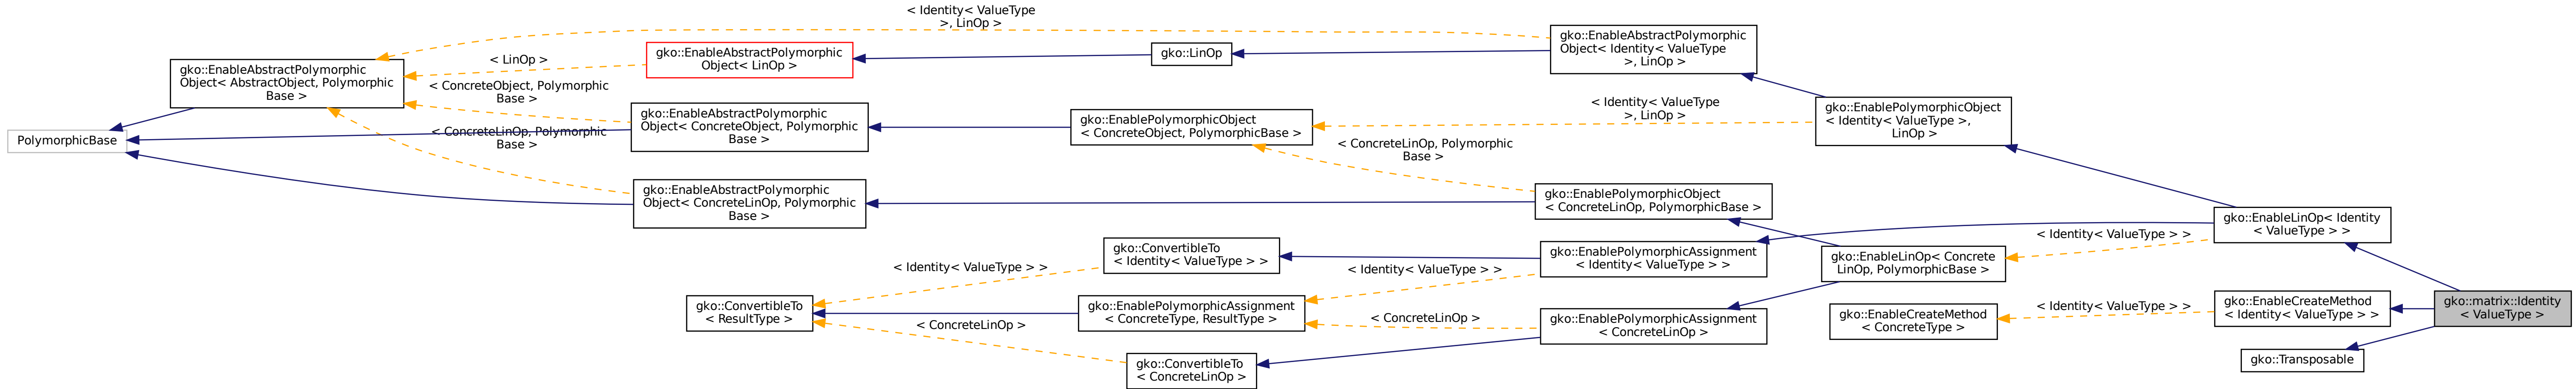 PolymorphicBase
gko::EnableAbstractPolymorphic
Object< AbstractObject, Polymorphic
Base >
< Identity< ValueType
>, LinOp >
< LinOp >
< ConcreteObject, Polymorphic
Base >
< ConcreteLinOp, Polymorphic
Base >
gko::EnableAbstractPolymorphic
Object< LinOp >
gko::EnableAbstractPolymorphic
Object< ConcreteObject, Polymorphic
Base >
gko::EnableAbstractPolymorphic
Object< ConcreteLinOp, Polymorphic
Base >
gko::ConvertibleTo
< ResultType >
< Identity< ValueType > >
< ConcreteLinOp >
gko::LinOp
gko::EnablePolymorphicObject
< ConcreteObject, PolymorphicBase >
gko::ConvertibleTo
< Identity< ValueType > >
gko::EnablePolymorphicAssignment
< ConcreteType, ResultType >
gko::ConvertibleTo
< ConcreteLinOp >
< Identity< ValueType
>, LinOp >
< ConcreteLinOp, Polymorphic
Base >
< Identity< ValueType > >
< ConcreteLinOp >
gko::EnableAbstractPolymorphic
Object< Identity< ValueType
>, LinOp >
gko::EnablePolymorphicObject
< ConcreteLinOp, PolymorphicBase >
gko::EnablePolymorphicAssignment
< Identity< ValueType > >
gko::EnablePolymorphicAssignment
< ConcreteLinOp >
gko::EnablePolymorphicObject
< Identity< ValueType >,
LinOp >
gko::EnableLinOp< Concrete
LinOp, PolymorphicBase >
gko::EnableCreateMethod
< ConcreteType >
< Identity< ValueType > >
< Identity< ValueType > >
gko::EnableLinOp< Identity
< ValueType > >
gko::EnableCreateMethod
< Identity< ValueType > >
gko::Transposable
gko::matrix::Identity
< ValueType >